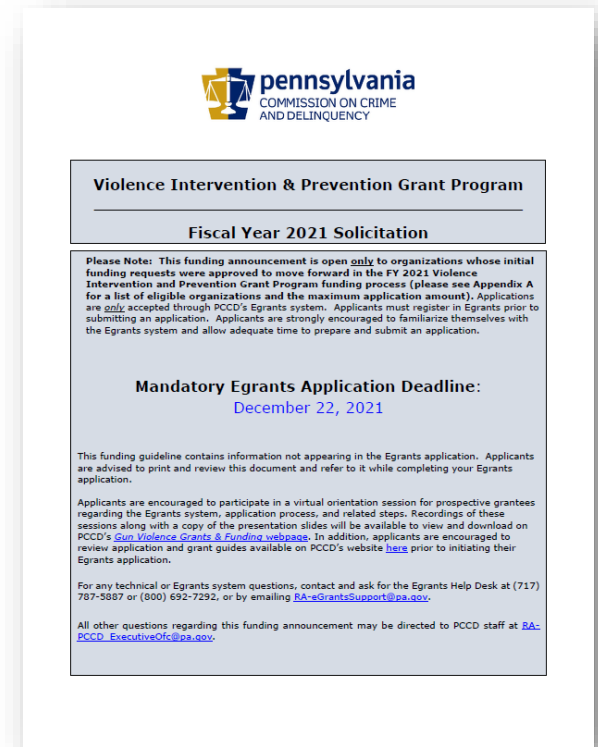 pennsylvania
COMMISSION ON CRIME
AND DELINQUENCY
Violence Intervention & Prevention Grant Program
Fiscal Year 2021 Solicitation
Please Note: This funding announcement is open only to organizations whose initial
funding requests were approved to move forward in the FY 2021 Violence
Intervention and Prevention Grant Program funding process (please see Appendix A
for a list of eligible organizations and the maximum application amount). Applications
are only accepted through PCCD's Egrants system. Applicants must register in Egrants prior to
submitting an application. Applicants are strongly encouraged to familiarize themselves with
the Egrants system and allow adequate time to prepare and submit an application.
Mandatory Egrants Application Deadline:
December 22, 2021
This funding guideline contains information not appearing in the Egrants application. Applicants
are advised to print and review this document and refer to it while completing your Egrants
application.
Applicants are encouraged to participate in a virtual orientation session for prospective grantees
regarding the Egrants system, application process, and related steps. Recordings of these
sessions along with a copy of the presentation slides will be available to view and download on
PCCD's Gun Violence Grants & Funding webpage. In addition, applicants are encouraged to
review application and grant guides available on PCCD's website here prior to initiating their
Egrants application.
For any technical or Egrants system questions, contact and ask for the Egrants Help Desk at (717)
787-5887 or (800) 692-7292, or by emailing RA-eGrantsSupport@pa.gov.
All other questions regarding this funding announcement may be directed to PCCD staff at RA-
PCCD_ExecutiveOfc@pa.gov.